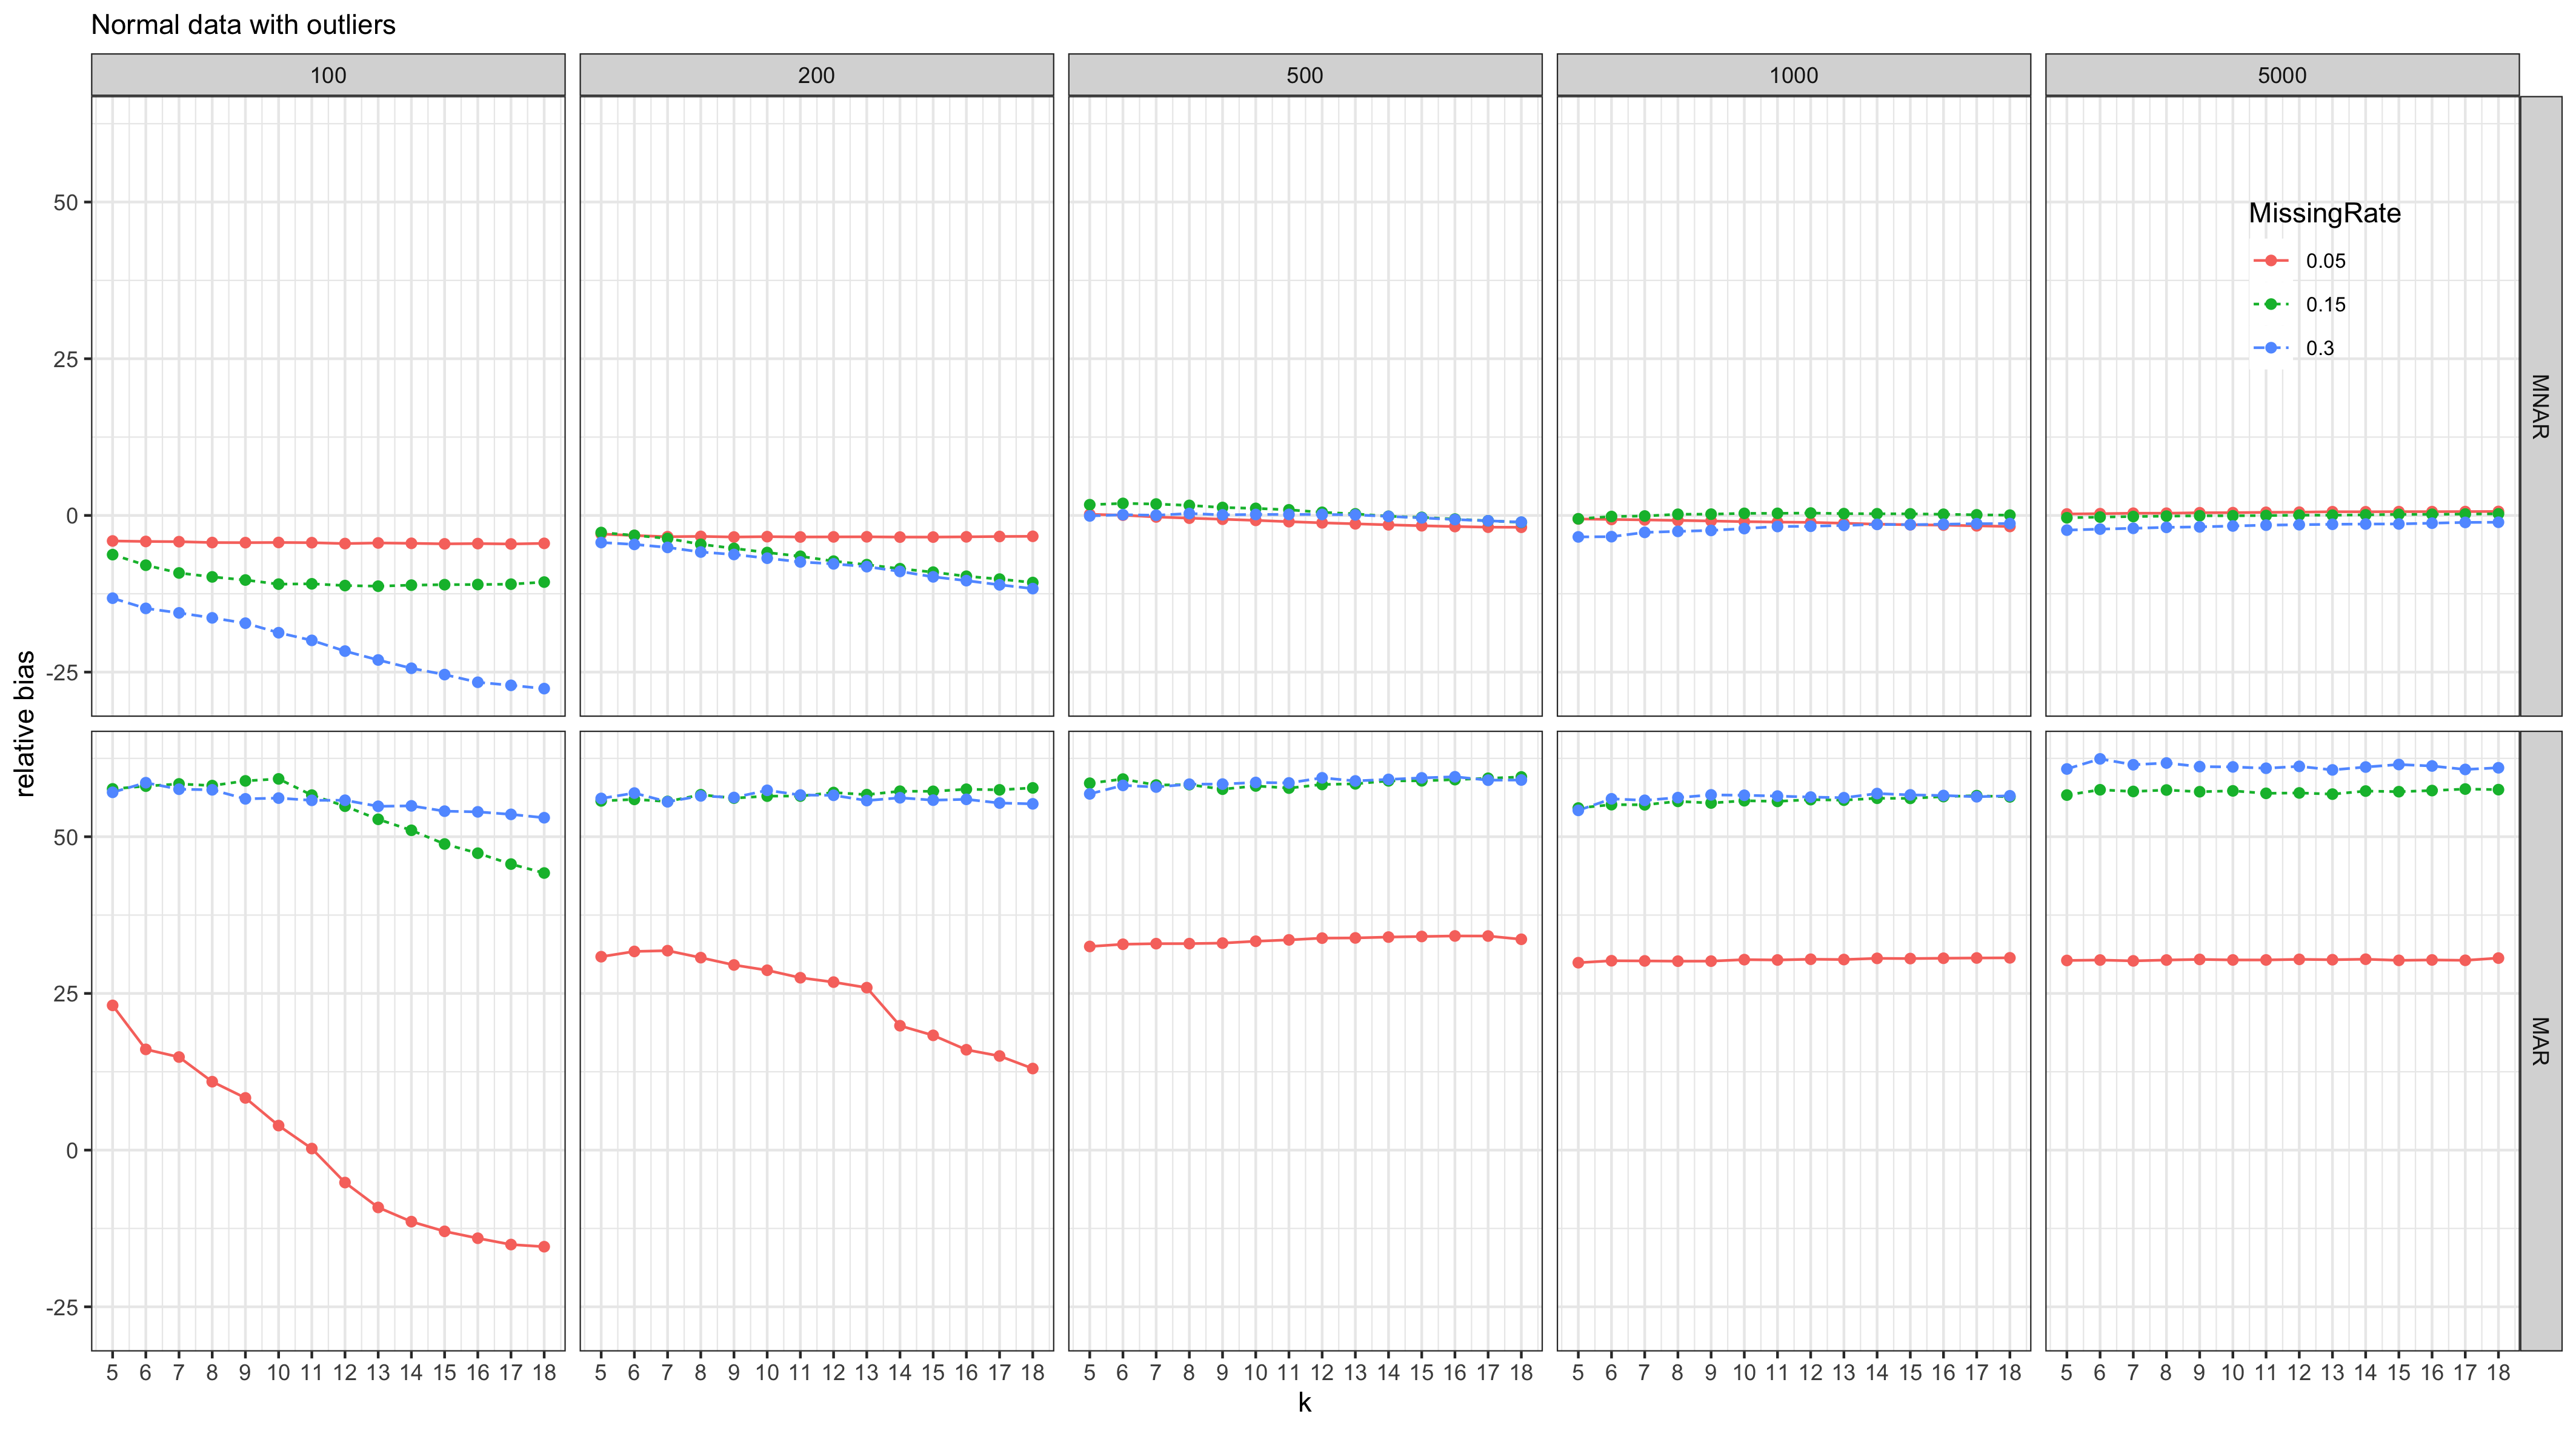 Normal data with outliers
100 200 500 1000 5000
50
25
0
-25
MNAR
MissingRate
0.05
0.15
0.3
relative bias
50
25
0
-25
MAR
5 6 7 8 9 10 11 12 13 14 15 16 17 18 5 6 7 8 9 10 11 12 13 14 15 16 17 18 5 6 7 8 9 10 11 12 13 14 15 16 17 18 5 6 7 8 9 10 11 12 13 14 15 16 17 18 5 6 7 8 9 10 11 12 13 14 15 16 17 18
k